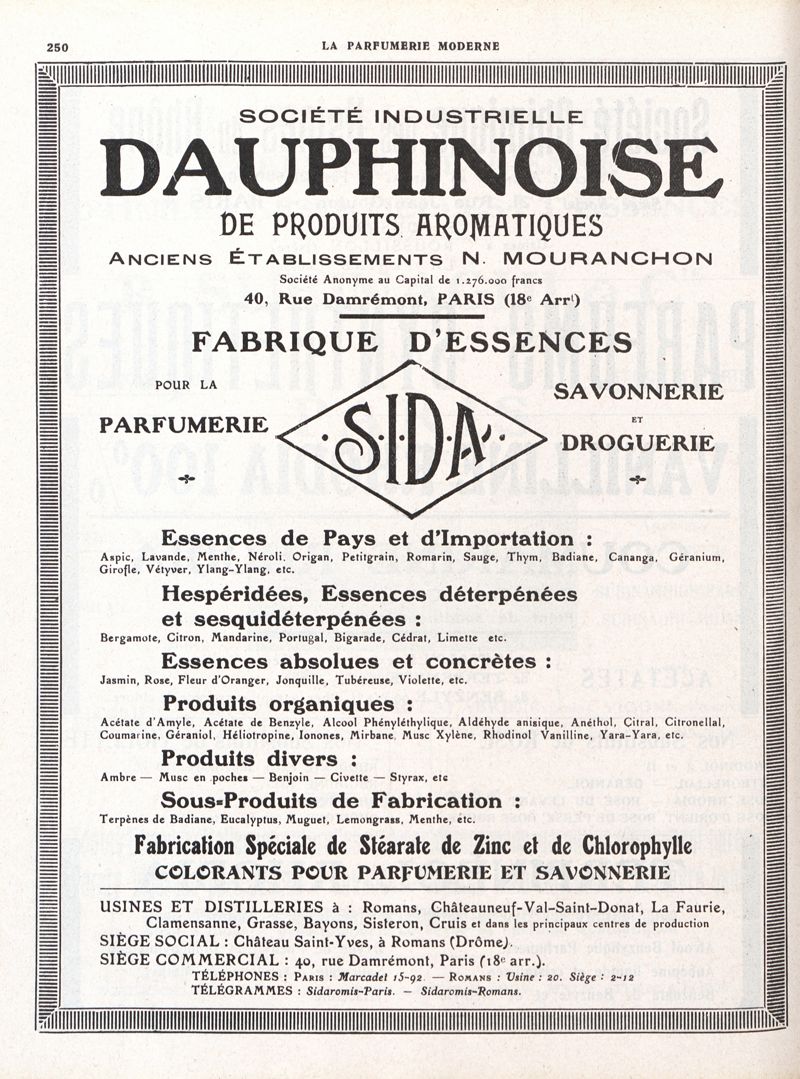 250
LA PARFUMERIE MODERNE
SOCIÉTÉ INDUSTRIELLE
DAUPHINOISE
DE PRODUITS AROMATIQUES
ANCIENS ÉTABLISSEMENTS N. MOURANCHON
Société Anonyme au Capital de 1.276.000 francs
40, Rue Damrémont, PARIS (18e Arrt)
FABRIQUE D'ESSENCES
POUR LA
PARFUMERIE
S.I.D.A.
SAVONNERIE
ET
DROGUERIE
Essences de Pays et d'Importation :
Aspic, Lavande, Menthe, Néroli, Origan, Petitgrain, Romarin, Sauge, Thym, Badiane, Cananga, Géranium,
Girofle, Vétyver, Ylang-Ylang, etc.
Hespéridées, Essences déterpénées
et sesquidéterpénées :
Bergamote, Citron, Mandarine, Portugal, Bigarade, Cédrat, Limette etc.
Essences absolues et concrètes :
Jasmin, Rose, Fleur d'Oranger, Jonquille, Tubéreuse, Violette, etc.
Produits organiques :
Acétate d'Amyle, Acétate de Benzyle, Alcool Phényléthylique, Aldéhyde anisique, Anéthol, Citral, Citronellal,
Coumarine, Géraniol, Héliotropine, Ionones, Mirbane, Musc Xylène, Rhodinol Vanilline, Yara-Yara, etc.
Produits divers :
Ambre — Musc en poches — Benjoin — Civette — Styrax, etc
Sous-Produits de Fabrication :
Terpènes de Badiane, Eucalyptus, Muguet, Lemongrass, Menthe, etc.
Fabrication Spéciale de Stéarate de Zinc et de Chlorophylle
COLORANTS POUR PARFUMERIE ET SAVONNERIE
USINES ET DISTILLERIES à : Romans, Châteauneuf-Val-Saint-Donat, La Faurie,
Clamensanne, Grasse, Bayons, Sisteron, Cruis et dans les principaux centres de production
SIÈGE SOCIAL : Château Saint-Yves, à Romans (Drôme).
SIÈGE COMMERCIAL : 40, rue Damrémont, Paris (18e arr.).
TÉLÉPHONES : PARIS : Marcadet 15-92. — ROMANS : Usine : 20. Siège : 2-12
TÉLÉGRAMMES : Sidaromis-Paris. — Sidaromis-Romans.